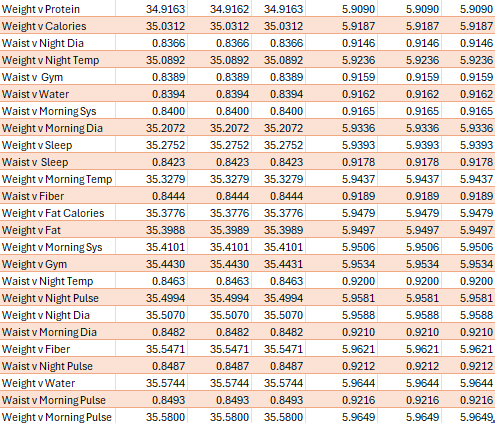 Weight v Protein 34.9163 34.9162 34.9163 5.9090 5.9090 5.9090
Weight v Calories 35.0312 35.0312 35.0312 5.9187 5.9187 5.9187
Waist v Night Dia 0.8366 0.8366 0.8366 0.9146 0.9146 0.9146
Weight v Night Temp 35.0892 35.0892 35.0892 5.9236 5.9236 5.9236
Waist v Gym 0.8389 0.8389 0.8389 0.9159 0.9159 0.9159
Waist v Water 0.8394 0.8394 0.8394 0.9162 0.9162 0.9162
Waist v Morning Sys 0.8400 0.8400 0.8400 0.9165 0.9165 0.9165
Weight v Morning Dia 35.2072 35.2072 35.2072 5.9336 5.9336 5.9336
Weight v Sleep 35.2752 35.2752 35.2752 5.9393 5.9393 5.9393
Waist v Sleep 0.8423 0.8423 0.8423 0.9178 0.9178 0.9178
Weight v Morning Temp 35.3279 35.3279 35.3279 5.9437 5.9437 5.9437
Waist v Fiber 0.8444 0.8444 0.8444 0.9189 0.9189 0.9189
Weight v Fat Calories 35.3776 35.3776 35.3776 5.9479 5.9479 5.9479
Weight v Fat 35.3988 35.3989 35.3989 5.9497 5.9497 5.9497
Weight v Morning Sys 35.4101 35.4101 35.4101 5.9506 5.9506 5.9506
Weight v Gym 35.4430 35.4430 35.4431 5.9534 5.9534 5.9534
Waist v Night Temp 0.8463 0.8463 0.8463 0.9200 0.9200 0.9200
Weight v Night Pulse 35.4994 35.4994 35.4994 5.9581 5.9581 5.9581
Weight v Night Dia 35.5070 35.5070 35.5070 5.9588 5.9588 5.9588
Waist v Morning Dia 0.8482 0.8482 0.8482 0.9210 0.9210 0.9210
Weight v Fiber 35.5471 35.5471 35.5471 5.9621 5.9621 5.9621
Waist v Night Pulse 0.8487 0.8487 0.8487 0.9212 0.9212 0.9212
Weight v Water 35.5744 35.5744 35.5744 5.9644 5.9644 5.9644
Waist v Morning Pulse 0.8493 0.8493 0.8493 0.9216 0.9216 0.9216
Weight v Morning Pulse 35.5800 35.5800 35.5800 5.9649 5.9649 5.9649